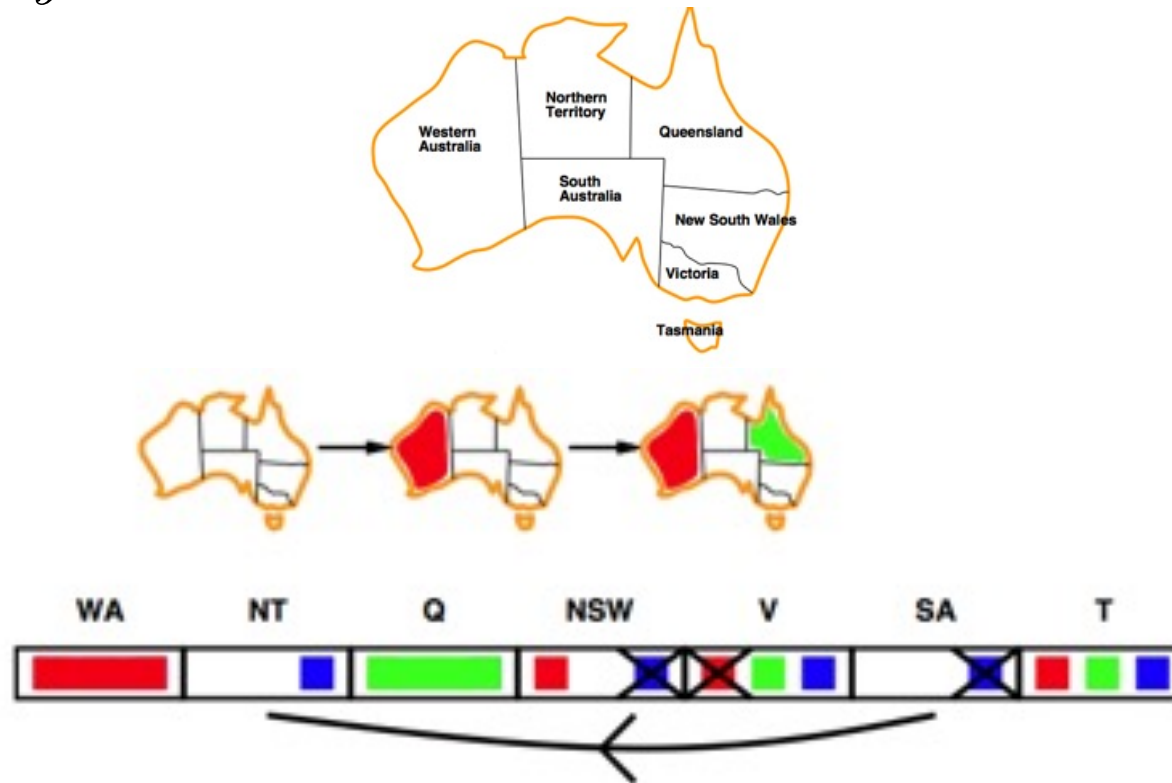 Northern
Territory
Western
Australia
Queensland
South
Australia
New South Wales
Victoria
Tasmania
WA NT Q NSW V SA T